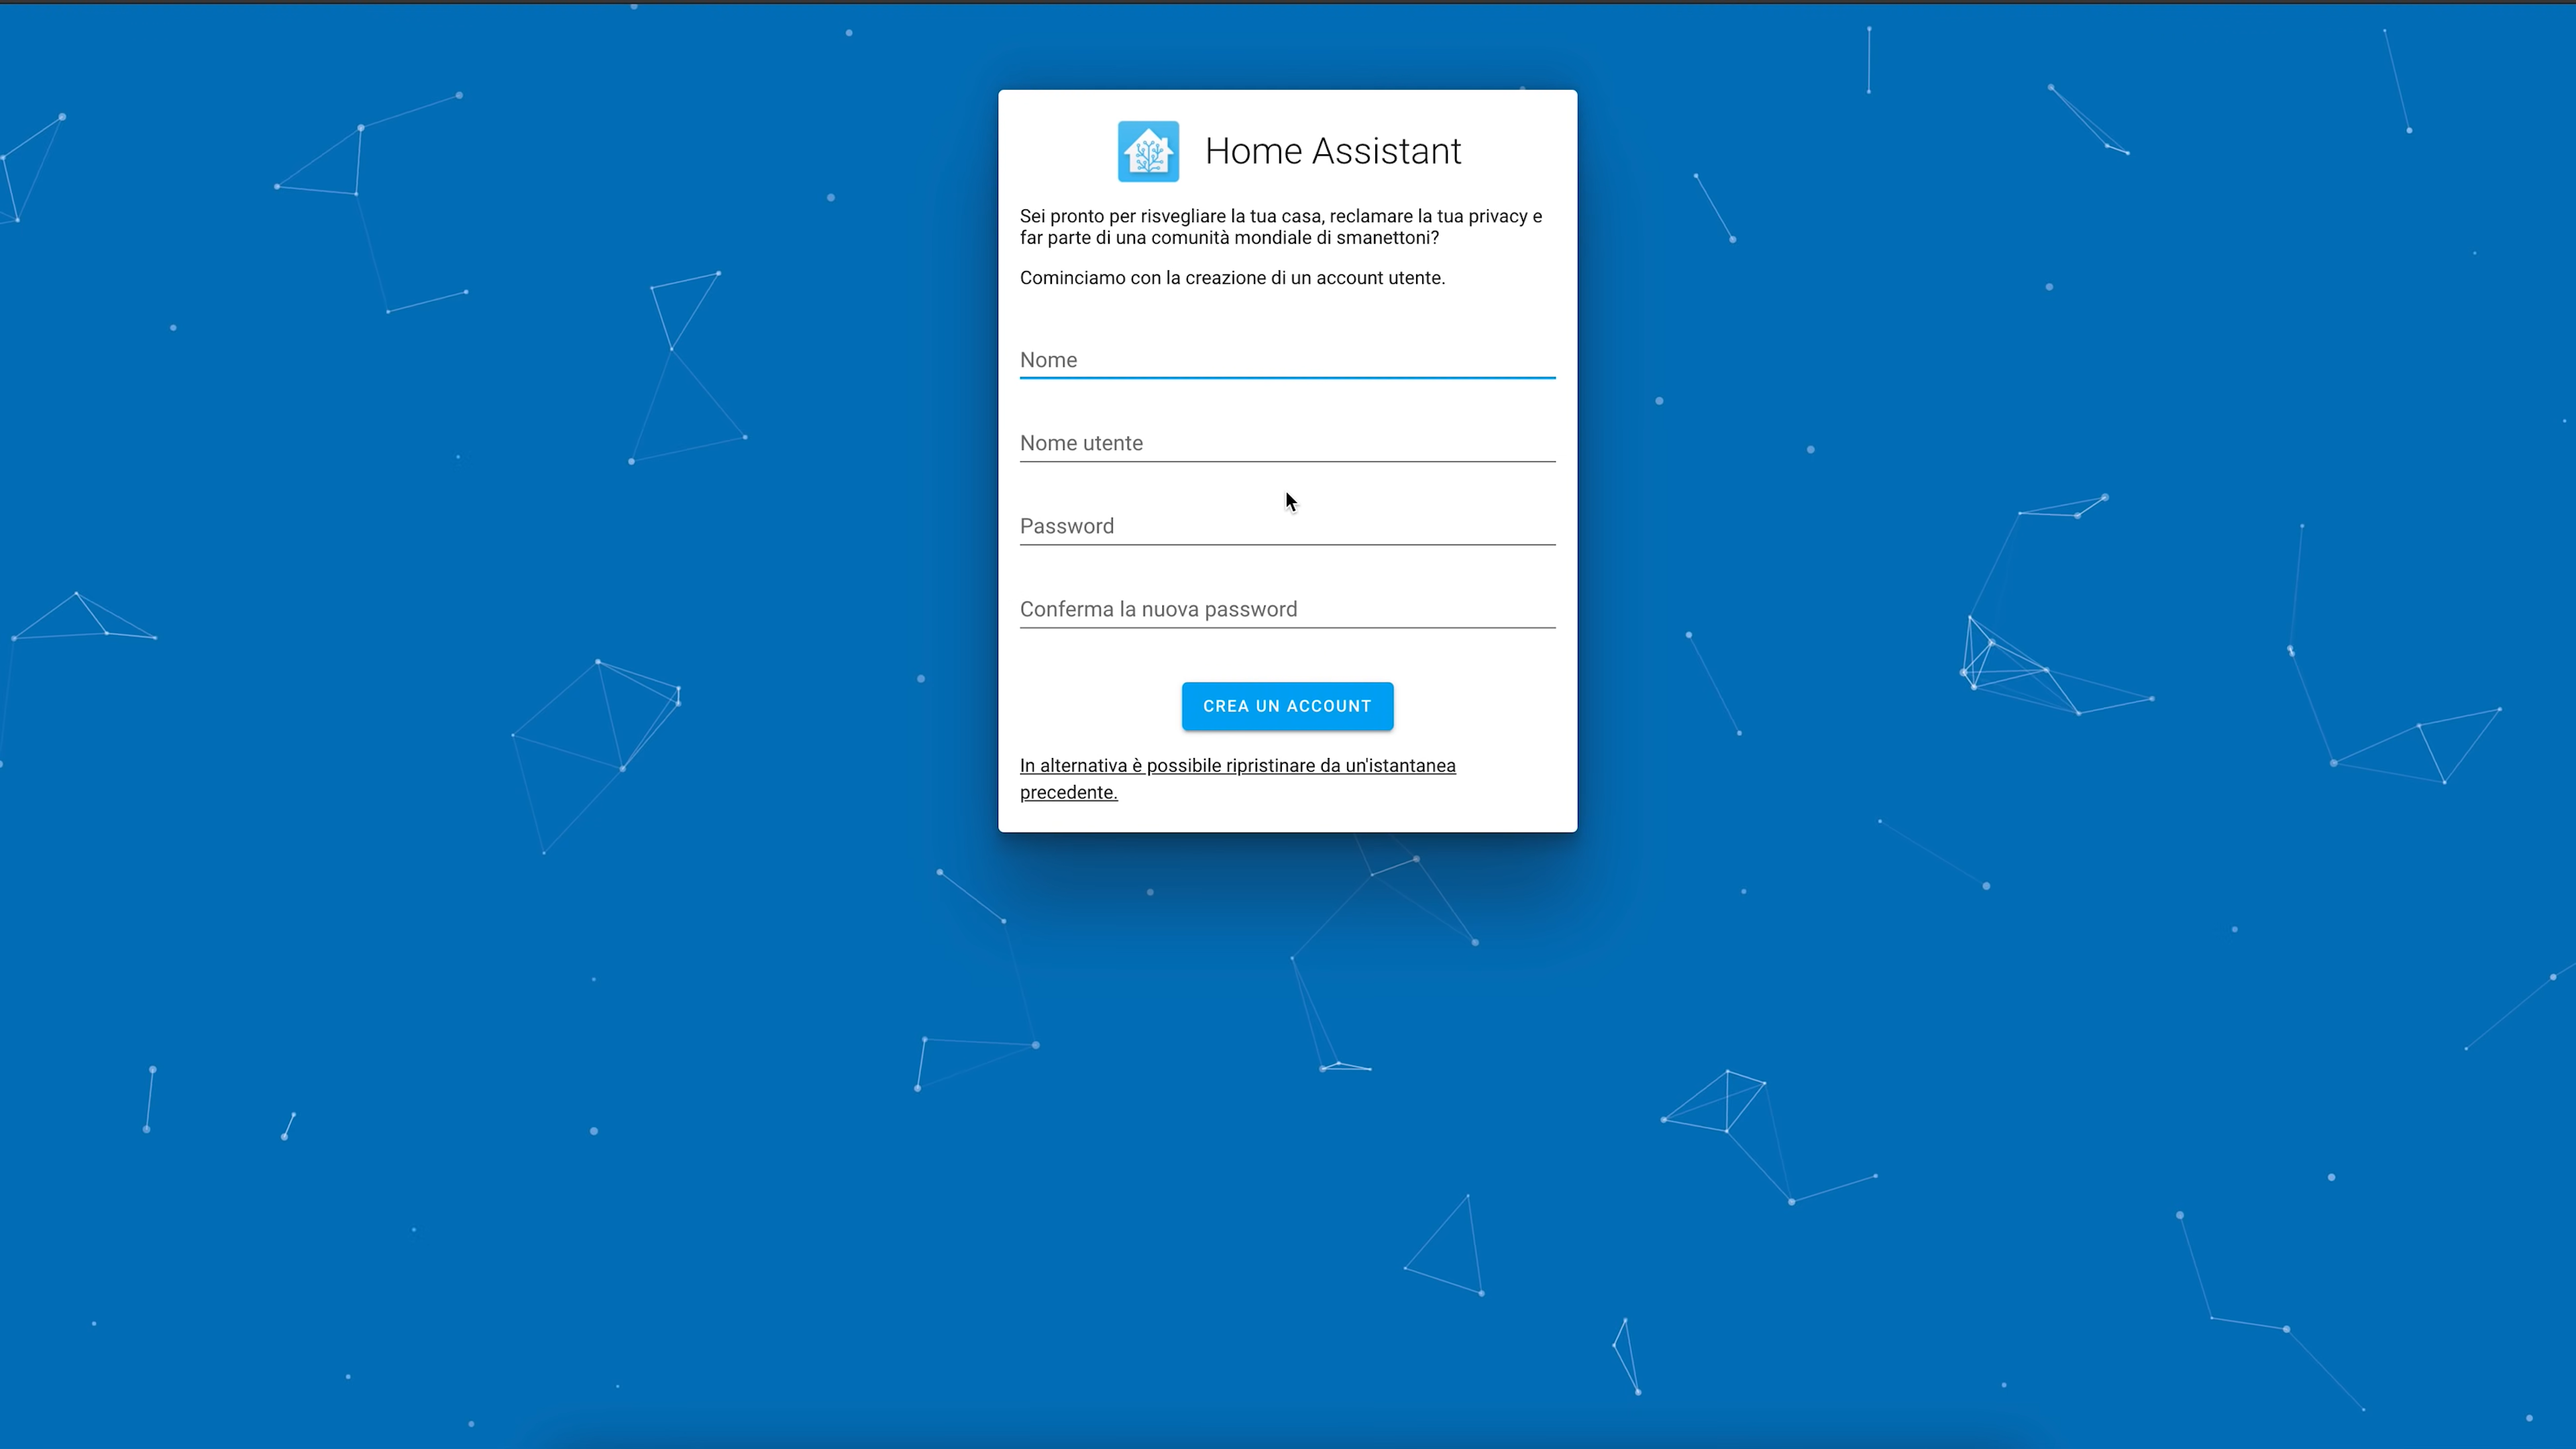 Home Assistant
Sei pronto per risvegliare la tua casa, reclamare la tua privacy e
far parte di una comunità mondiale di smanettoni?
Cominciamo con la creazione di un account utente.
Nome
Nome utente
Password
Conferma la nuova password
CREA UN ACCOUNT
In alternativa è possibile ripristinare da un'istantanea
precedente.